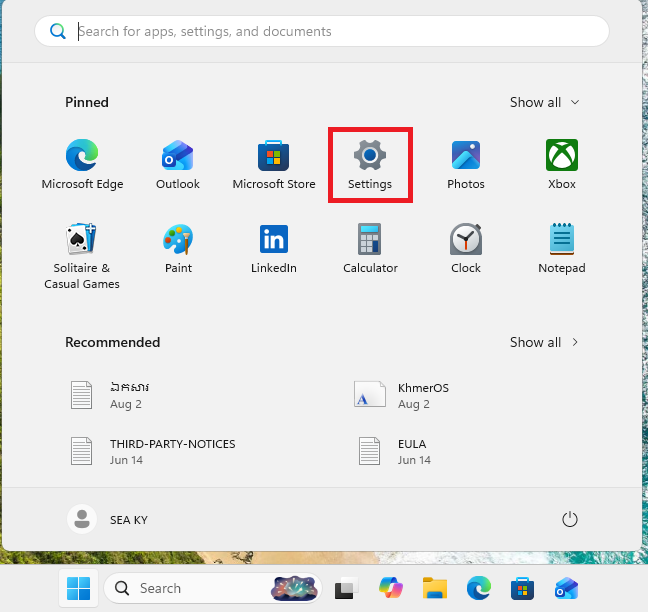 Search for apps, settings, and documents
Pinned
Show all
Microsoft Edge
Outlook
Microsoft Store
Settings
Photos
Xbox
Solitaire &
Casual Games
Paint
LinkedIn
Calculator
Clock
Notepad
Recommended
Show all
ឯកសារ
Aug 2
KhmerOS
Aug 2
THIRD-PARTY-NOTICES
Jun 14
EULA
Jun 14
SEA KY
Search